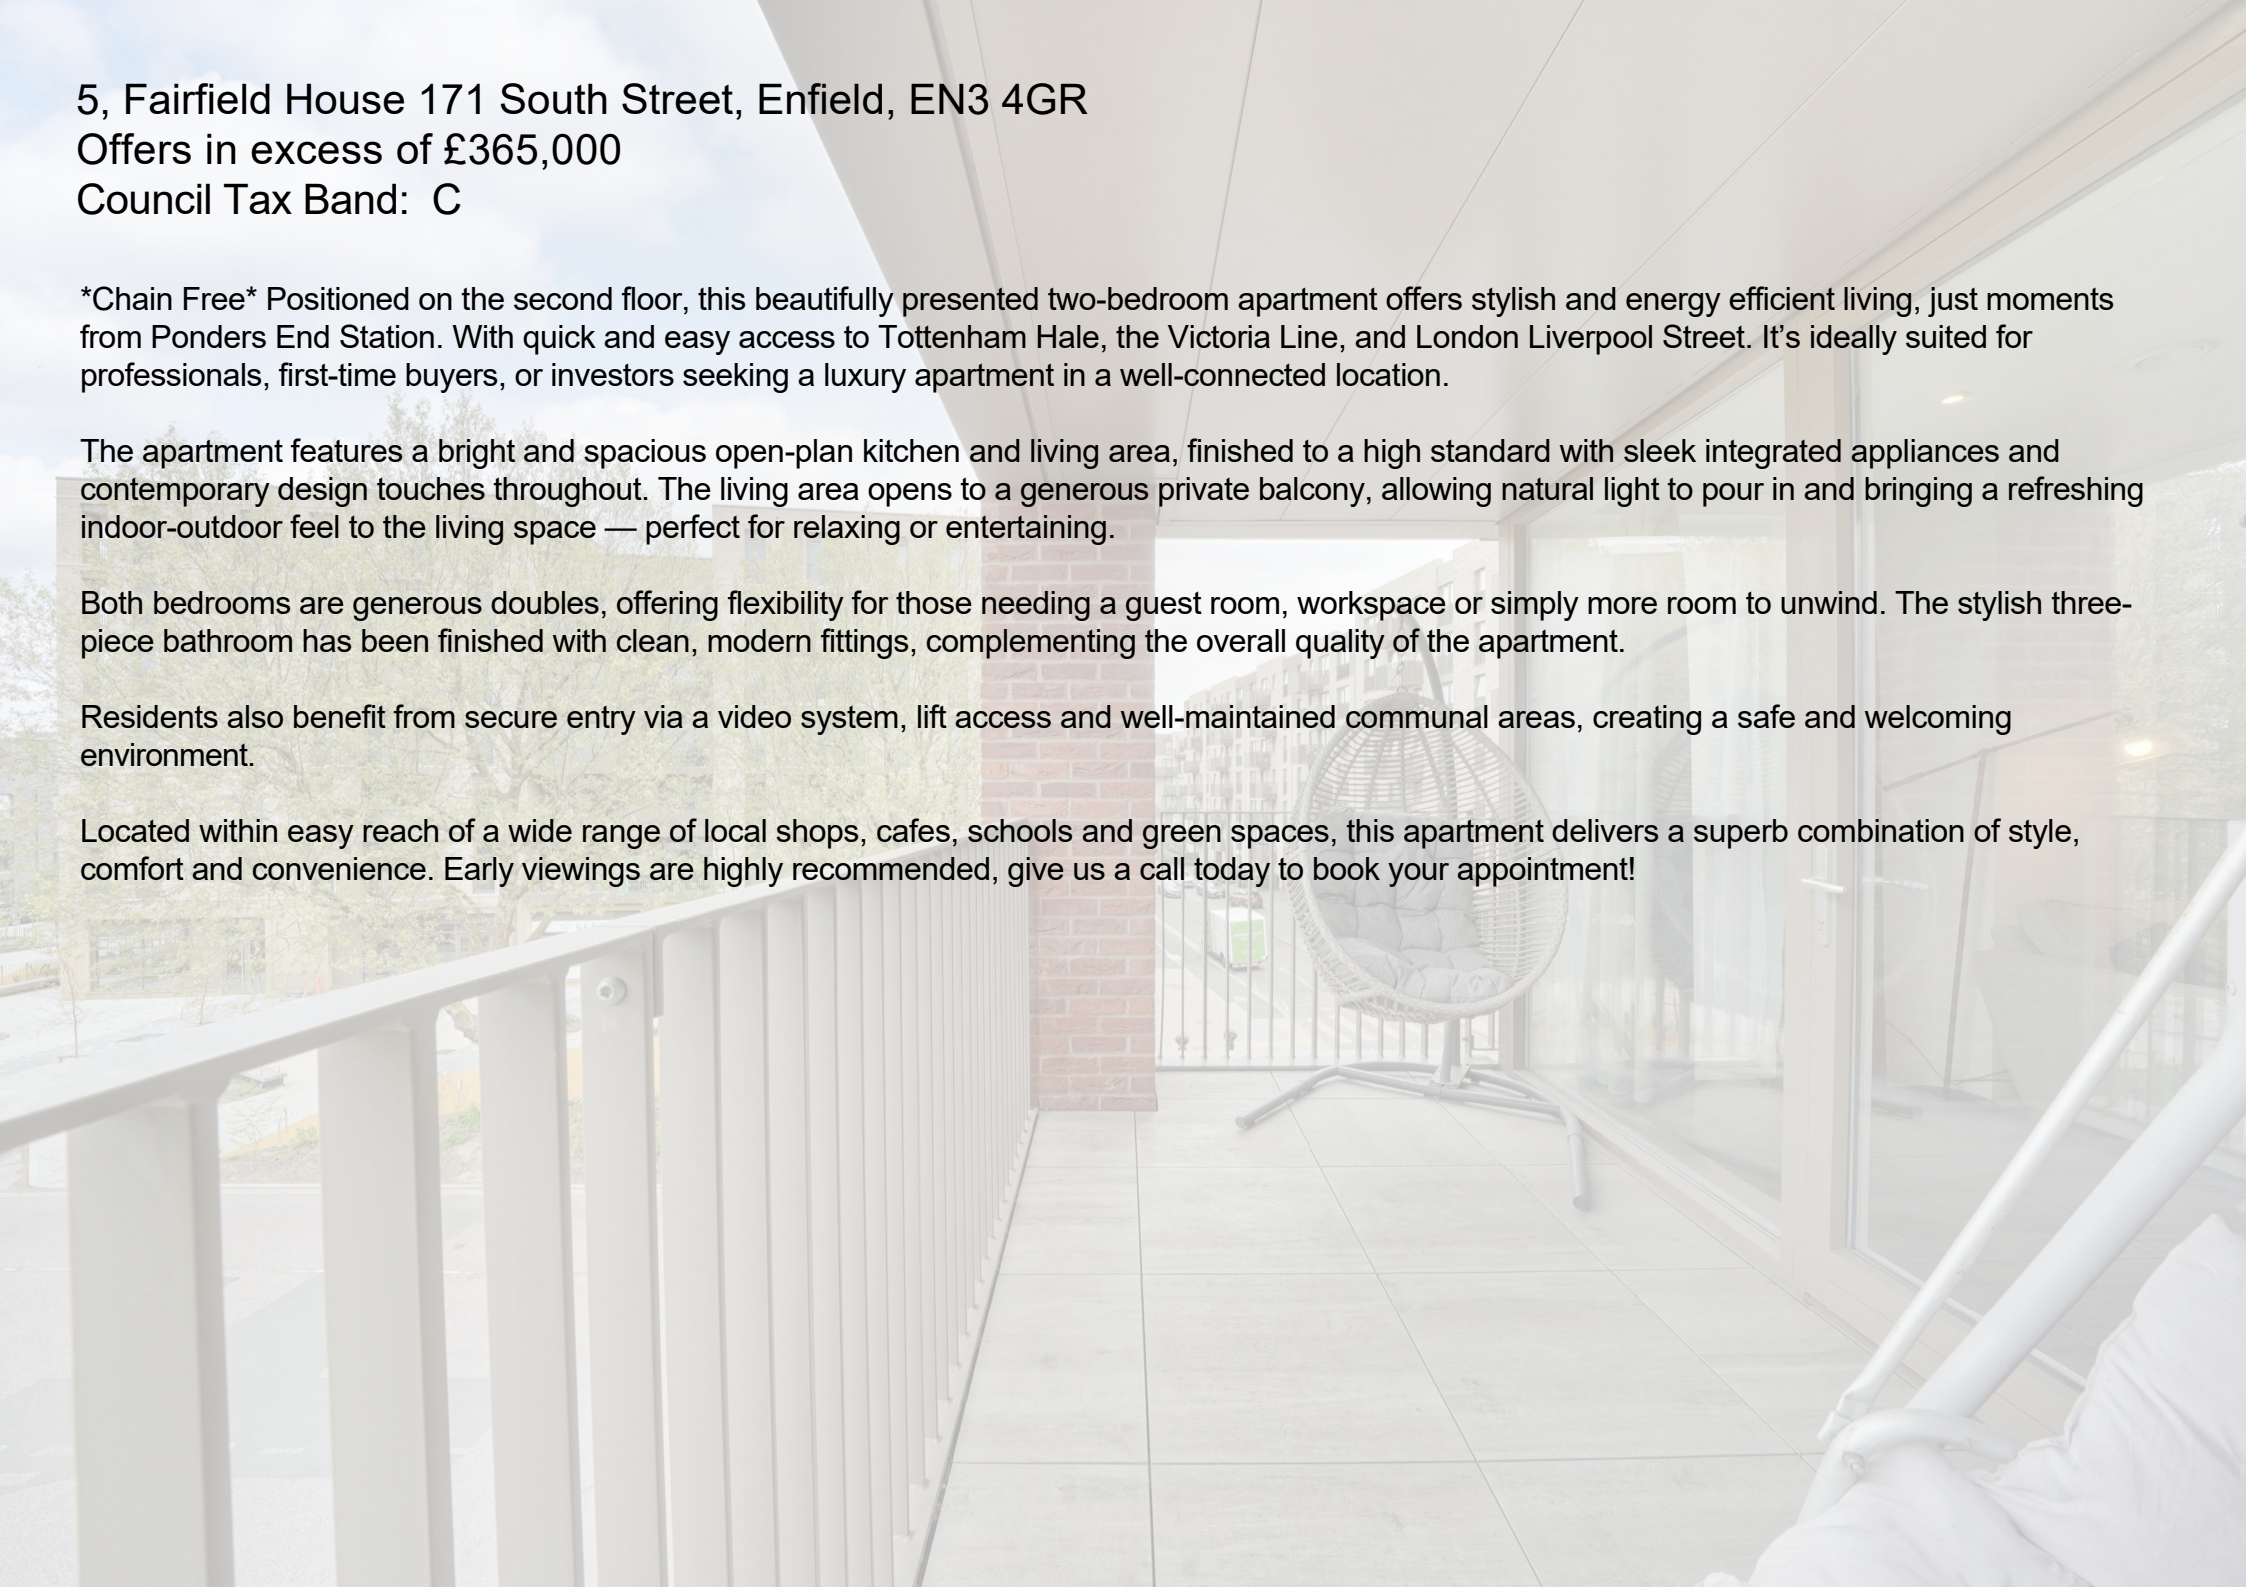 5, Fairfield House 171 South Street, Enfield, EN3 4GR
Offers in excess of £365,000
Council Tax Band:  C
*Chain Free* Positioned on the second floor, this beautifully presented two-bedroom apartment offers stylish and energy efficient living, just moments
from Ponders End Station. With quick and easy access to Tottenham Hale, the Victoria Line, and London Liverpool Street. It’s ideally suited for
professionals, first-time buyers, or investors seeking a luxury apartment in a well-connected location.
The apartment features a bright and spacious open-plan kitchen and living area, finished to a high standard with sleek integrated appliances and
contemporary design touches throughout. The living area opens to a generous private balcony, allowing natural light to pour in and bringing a refreshing
indoor-outdoor feel to the living space — perfect for relaxing or entertaining.
Both bedrooms are generous doubles, offering flexibility for those needing a guest room, workspace or simply more room to unwind. The stylish three-
piece bathroom has been finished with clean, modern fittings, complementing the overall quality of the apartment.
Residents also benefit from secure entry via a video system, lift access and well-maintained communal areas, creating a safe and welcoming
environment.
Located within easy reach of a wide range of local shops, cafes, schools and green spaces, this apartment delivers a superb combination of style,
comfort and convenience. Early viewings are highly recommended, give us a call today to book your appointment!